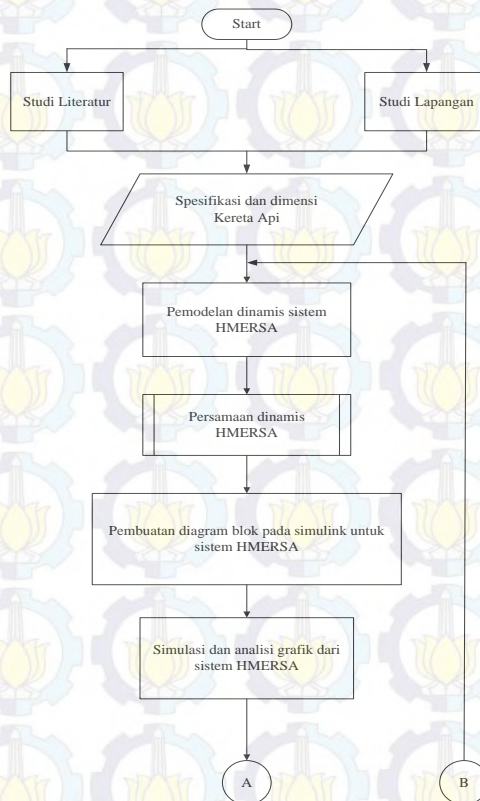 Start
Studi Literatur
Studi Lapangan
Spesifikasi dan dimensi
Kereta Api
Pemodelan dinamis sistem
HMERSA
Persamaan dinamis
HMERSA
Pembuatan diagram blok pada simulink untuk
sistem HMERSA
Simulasi dan analisi grafik dari
sistem HMERSA
A
B